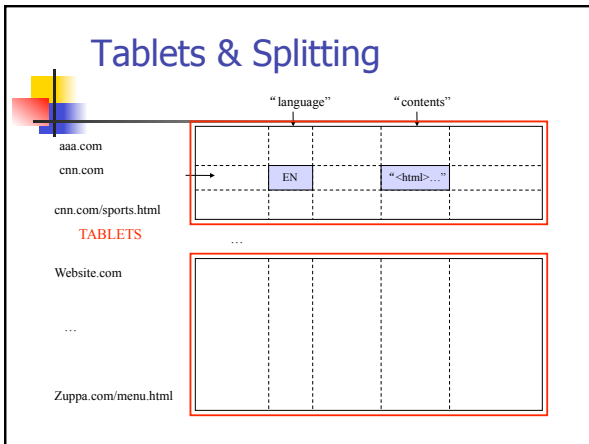 Tablets & Splitting
“language” “contents”
aaa.com
cnn.com
EN “<html>…”
cnn.com/sports.html
TABLETS
…
Website.com
…
Zuppa.com/menu.html